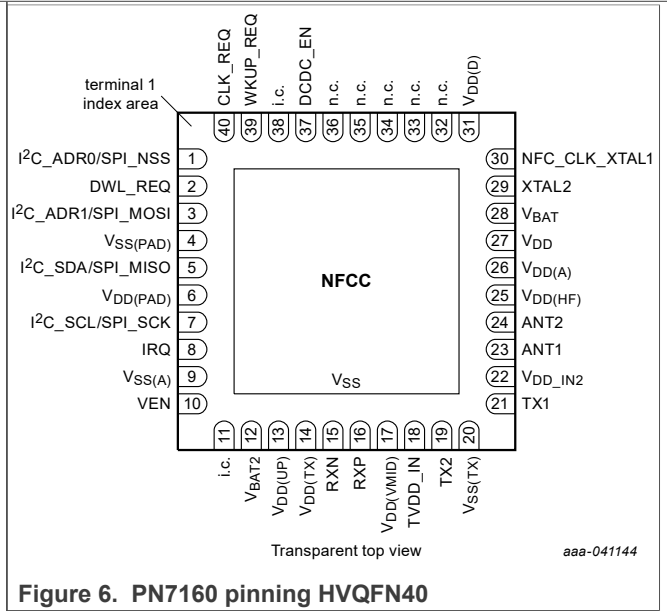 CLK_REQ
WKUP_REQ
i.c.
DCDC_EN
n.c.
n.c.
n.c.
n.c.
n.c.
VDD(D)
terminal 1
index area
40 39 38 37 36 35 34 33 32 31
I²C_ADR0/SPI_NSS 1
DWL_REQ 2
I²C_ADR1/SPI_MOSI 3
VSS(PAD) 4
I²C_SDA/SPI_MISO 5
VDD(PAD) 6
I²C_SCL/SPI_SCK 7
IRQ 8
VSS(A) 9
VEN 10
NFCC
VSS
30 NFC_CLK_XTAL1
29 XTAL2
28 VBAT
27 VDD
26 VDD(A)
25 VDD(HF)
24 ANT2
23 ANT1
22 VDD_IN2
21 TX1
11 12 13 14 15 16 17 18 19 20
i.c.
VBAT2
VDD(UP)
VDD(TX)
RXN
RXP
VDD(VMID)
TVDD_IN
TX2
VSS(TX)
Transparent top view
aaa-041144
Figure 6. PN7160 pinning HVQFN40